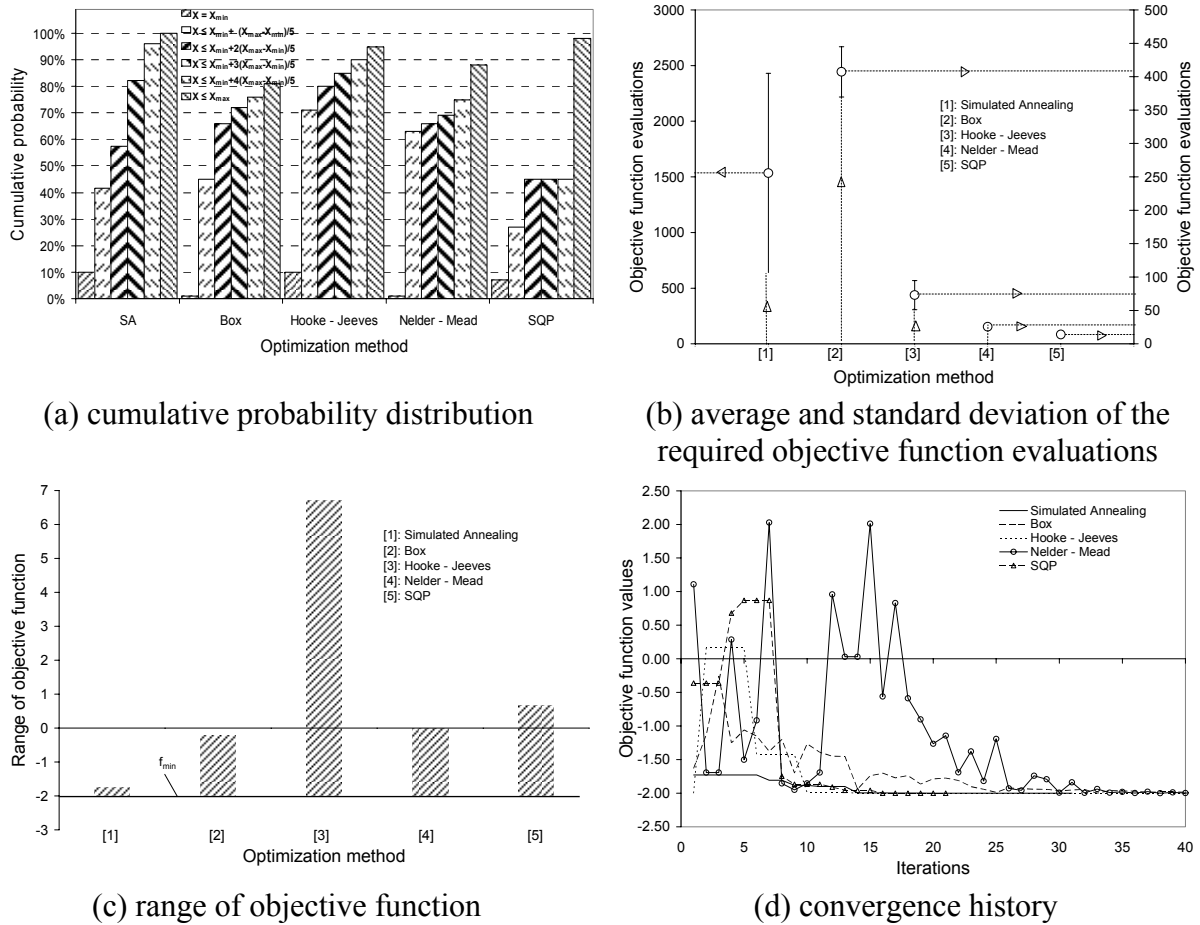 X = Xmin
X ≤ Xmin+ (Xmax-Xmin)/5
X ≤ Xmin+2(Xmax-Xmin)/5
X ≤ Xmin+3(Xmax-Xmin)/5
X ≤ Xmin+4(Xmax-Xmin)/5
X ≤ Xmax
Cumulative probability
100%
90%
80%
70%
60%
50%
40%
30%
20%
10%
0%
SA Box Hooke - Jeeves Nelder - Mead SQP
Optimization method
(a) cumulative probability distribution
Objective function evaluations
3000
2500
2000
1500
1000
500
0
[1]: Simulated Annealing
[2]: Box
[3]: Hooke - Jeeves
[4]: Nelder - Mead
[5]: SQP
500
450
400
350
300
250
200
150
100
50
0
Objective function evaluations
[1] [2] [3] [4] [5]
Optimization method
(b) average and standard deviation of the
required objective function evaluations
Range of objective function
7
6
5
4
3
2
1
0
-1
-2
-3
[1]: Simulated Annealing
[2]: Box
[3]: Hooke - Jeeves
[4]: Nelder - Mead
[5]: SQP
fmin
[1] [2] [3] [4] [5]
Optimization method
(c) range of objective function
Objective function values
2.50
2.00
1.50
1.00
0.50
0.00
-0.50
-1.00
-1.50
-2.00
-2.50
Simulated Annealing
Box
Hooke - Jeeves
Nelder - Mead
SQP
0 5 10 15 20 25 30 35 40
Iterations
(d) convergence history